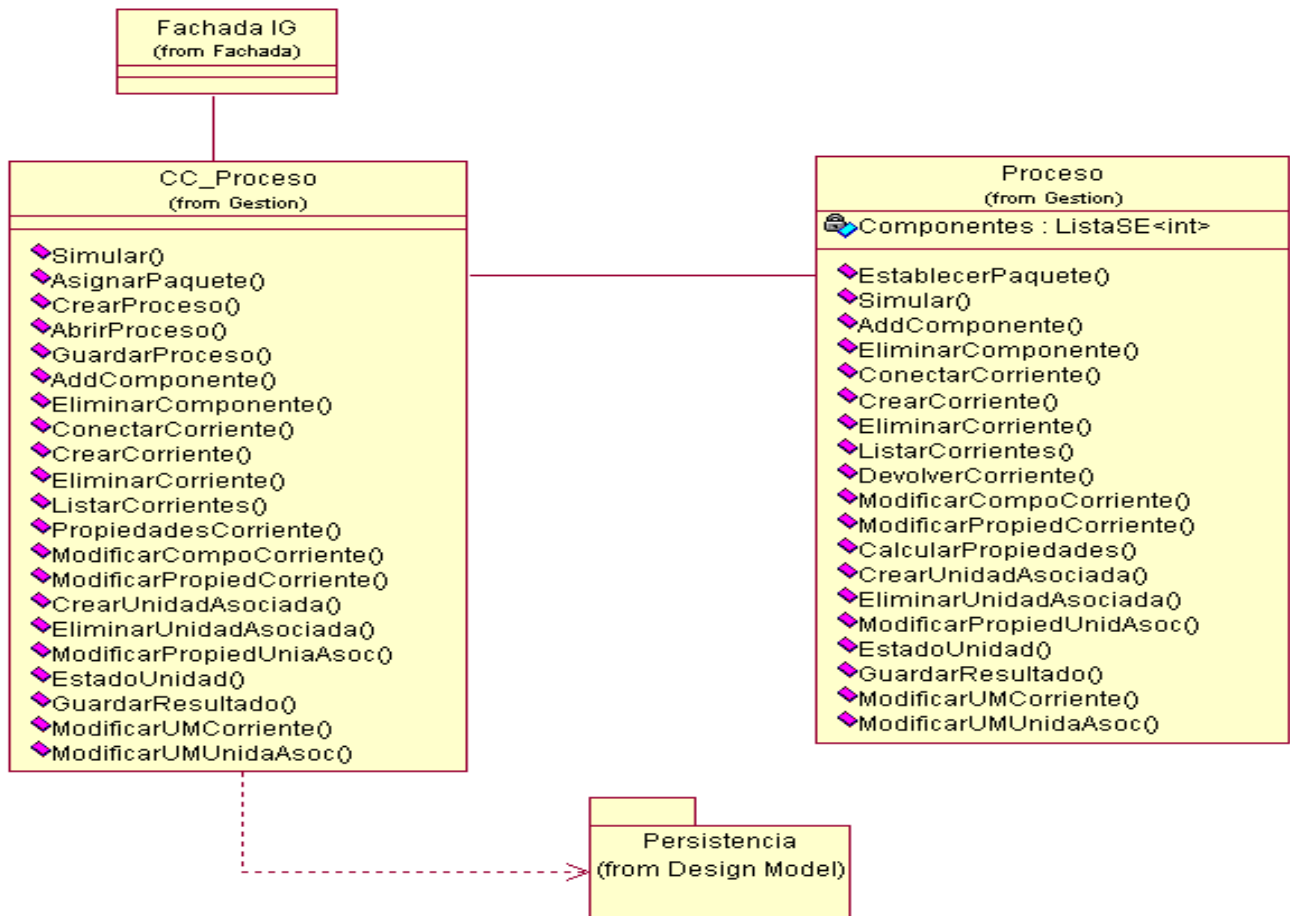 Fachada IG
(from Fachada)
CC_Proceso
(from Gestion)
Simular()
AsignarPaquete()
CrearProceso()
AbrirProceso()
GuardarProceso()
AddComponente()
EliminarComponente()
ConectarCorriente()
CrearCorriente()
EliminarCorriente()
ListarCorrientes()
PropiedadesCorriente()
ModificarCompoCorriente()
ModificarPropiedCorriente()
CrearUnidadAsociada()
EliminarUnidadAsociada()
ModificarPropiedUniaAsoc()
EstadoUnidad()
GuardarResultado()
ModificarUMCorriente()
ModificarUMUnidaAsoc()
Proceso
(from Gestion)
Componentes : ListaSE<int>
EstablecerPaquete()
Simular()
AddComponente()
EliminarComponente()
ConectarCorriente()
CrearCorriente()
EliminarCorriente()
ListarCorrientes()
DevolverCorriente()
ModificarCompoCorriente()
ModificarPropiedCorriente()
CalcularPropiedades()
CrearUnidadAsociada()
EliminarUnidadAsociada()
ModificarPropiedUnidAsoc()
EstadoUnidad()
GuardarResultado()
ModificarUMCorriente()
ModificarUMUnidaAsoc()
Persistencia
(from Design Model)